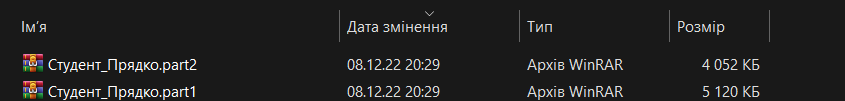 Ім’я Дата змінення Тип Розмір
Студент_Прядко.part2 08.12.22 20:29 Архів WinRAR 4 052 КБ
Студент_Прядко.part1 08.12.22 20:29 Архів WinRAR 5 120 КБ